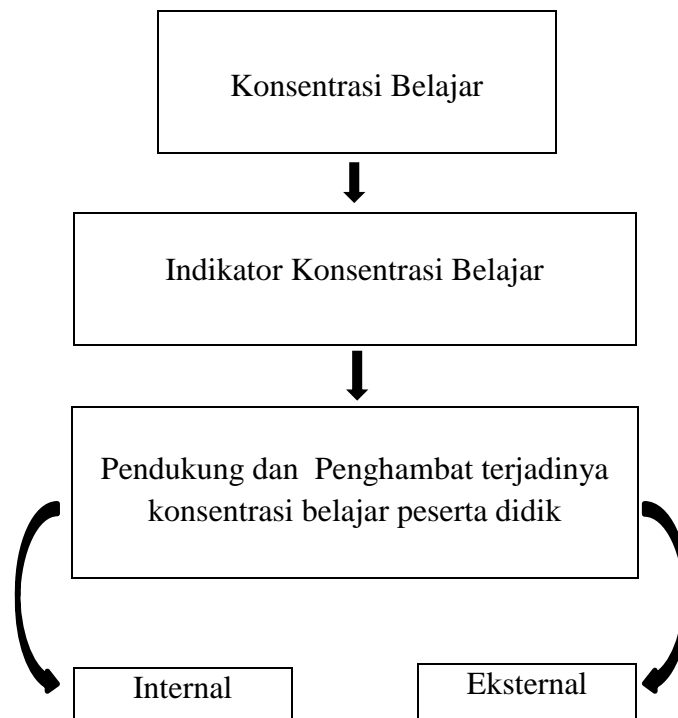 Konsentrasi Belajar
Indikator Konsentrasi Belajar
Pendukung dan  Penghambat terjadinya
konsentrasi belajar peserta didik
Internal
Eksternal